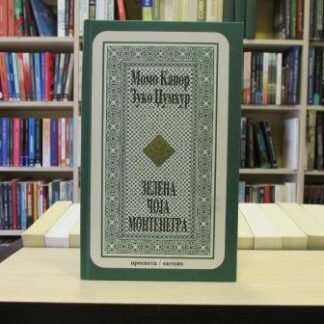 Момо Капор
Зуко Џумхур
ЗЕЛЕНА
ЧОЈА
МОНТЕНЕГРА
просвета / октоих